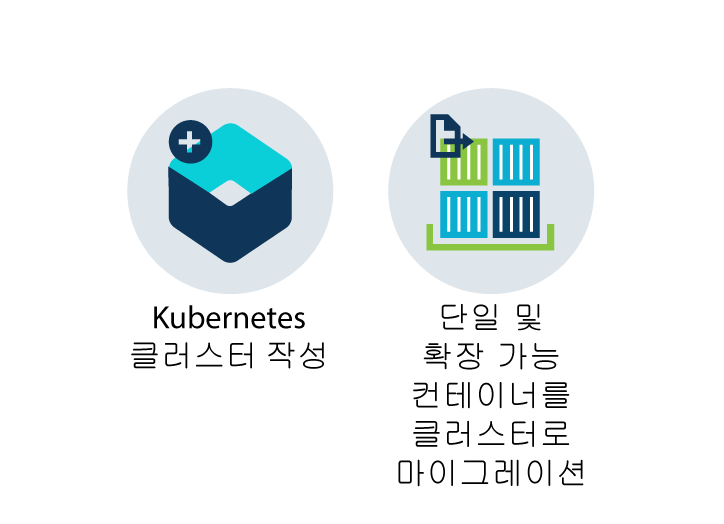 Kubernetes
클러스터 작성
단일 및
확장 가능
컨테이너를
클러스터로
마이그레이션